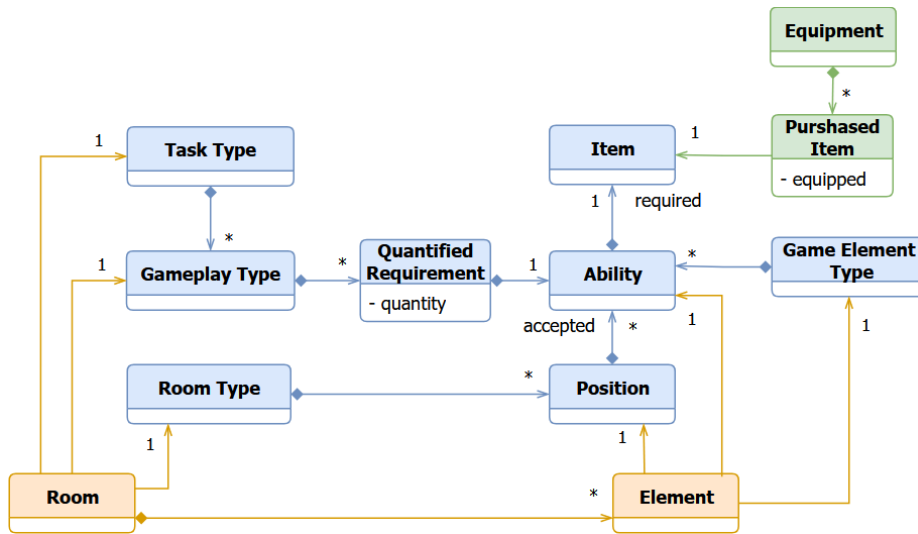 Equipment
*
1
Task Type
Item
1
Purshased
Item
- equipped
1
required
*
1
Gameplay Type
*
Quantified
Requirement
- quantity
1
Ability
*
Game Element
Type
accepted
*
1
1
Room Type
*
Position
1
1
Room
*
Element